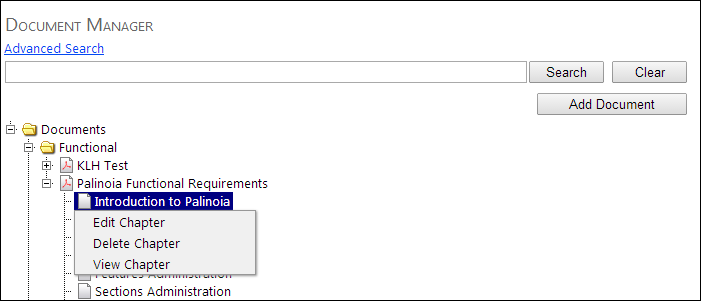 Document Manager
Advanced Search
Search Clear
Add Document
Documents
Functional
KLH Test
Palinoia Functional Requirements
Introduction to Palinoia
Edit Chapter
Delete Chapter
View Chapter
Features Administration
Sections Administration